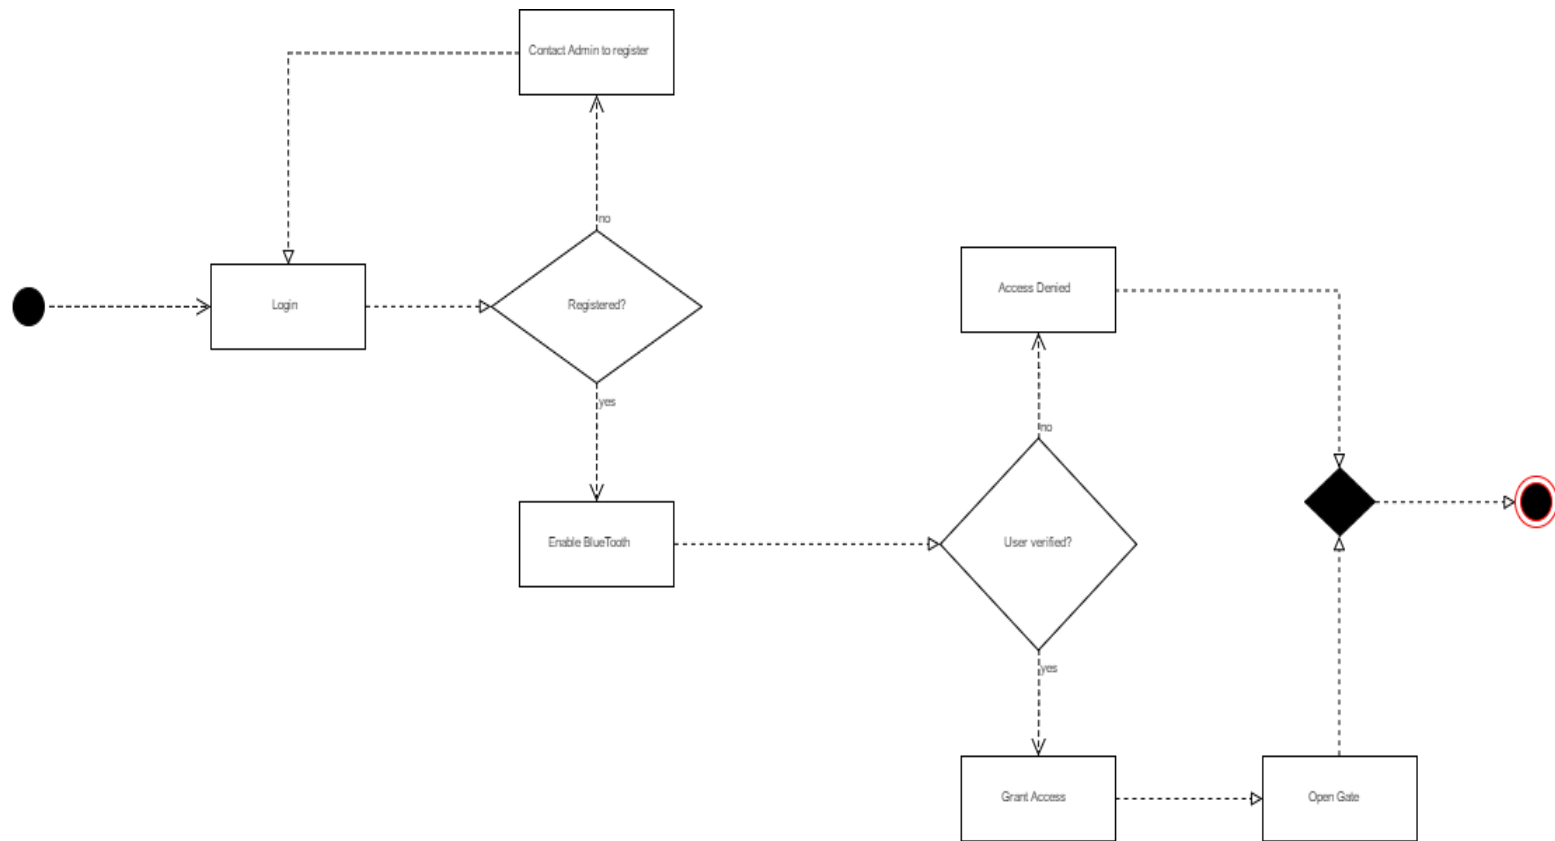 Contact Admin to register
no
Login
Registered?
yes
Enable BlueTooth
Access Denied
no
User verified?
yes
Grant Access
Open Gate